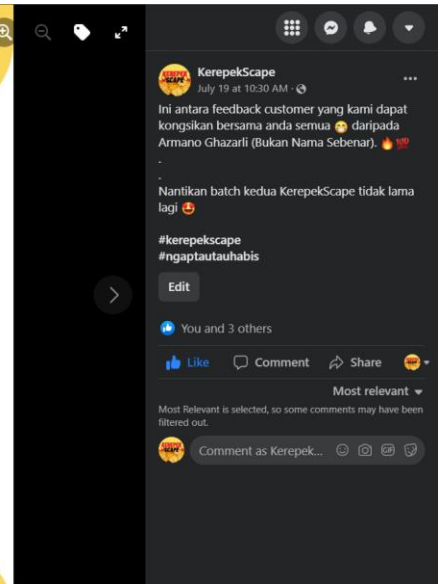 KerepekScape
July 19 at 10:30 AM ·
Ini antara feedback customer yang kami dapat
kongsikan bersama anda semua 😁 daripada
Armano Ghazarli (Bukan Nama Sebenar). 🔥💯
.
.
Nantikan batch kedua KerepekScape tidak lama
lagi 🤩
#kerepekscape
#ngaptautauhabis
Edit
You and 3 others
Like Comment Share
Most relevant
Most Relevant is selected, so some comments may have been
filtered out.
Comment as Kerepek... GIF